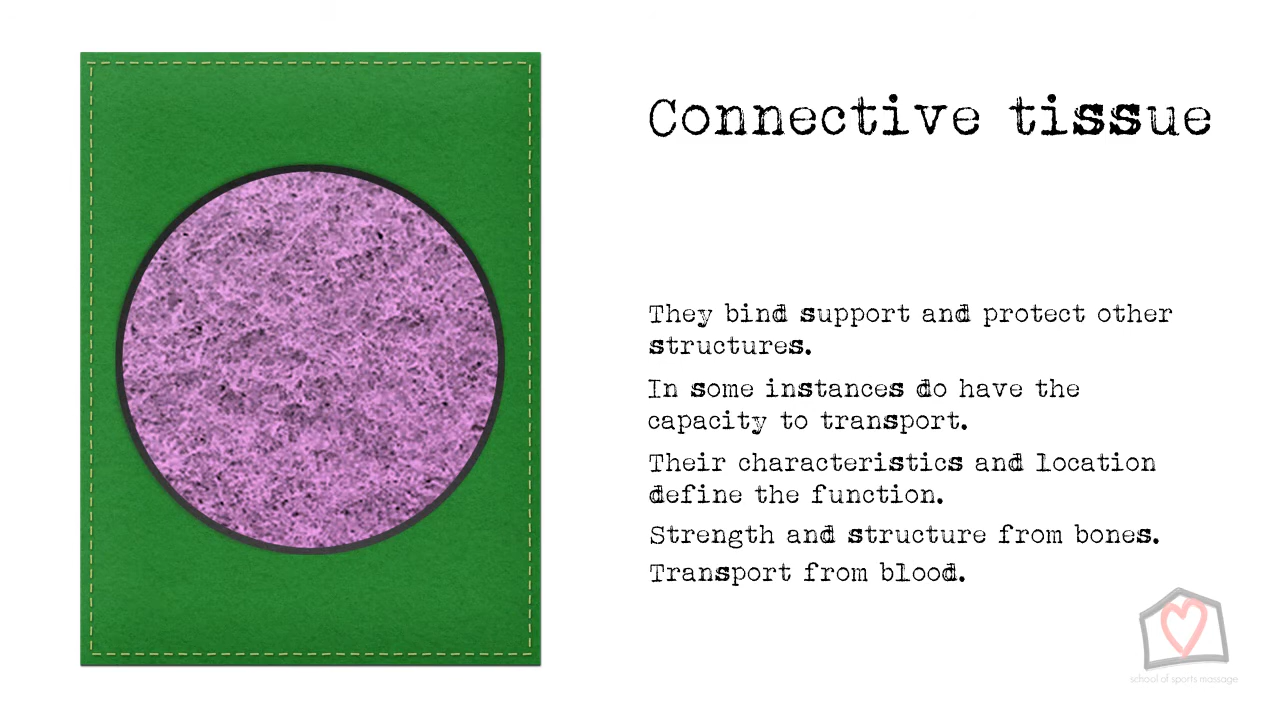 Connective tissue
They bind support and protect other
structures.
In some instances do have the
capacity to transport.
Their characteristics and location
define the function.
Strength and structure from bones.
Transport from blood.
school of sports massage